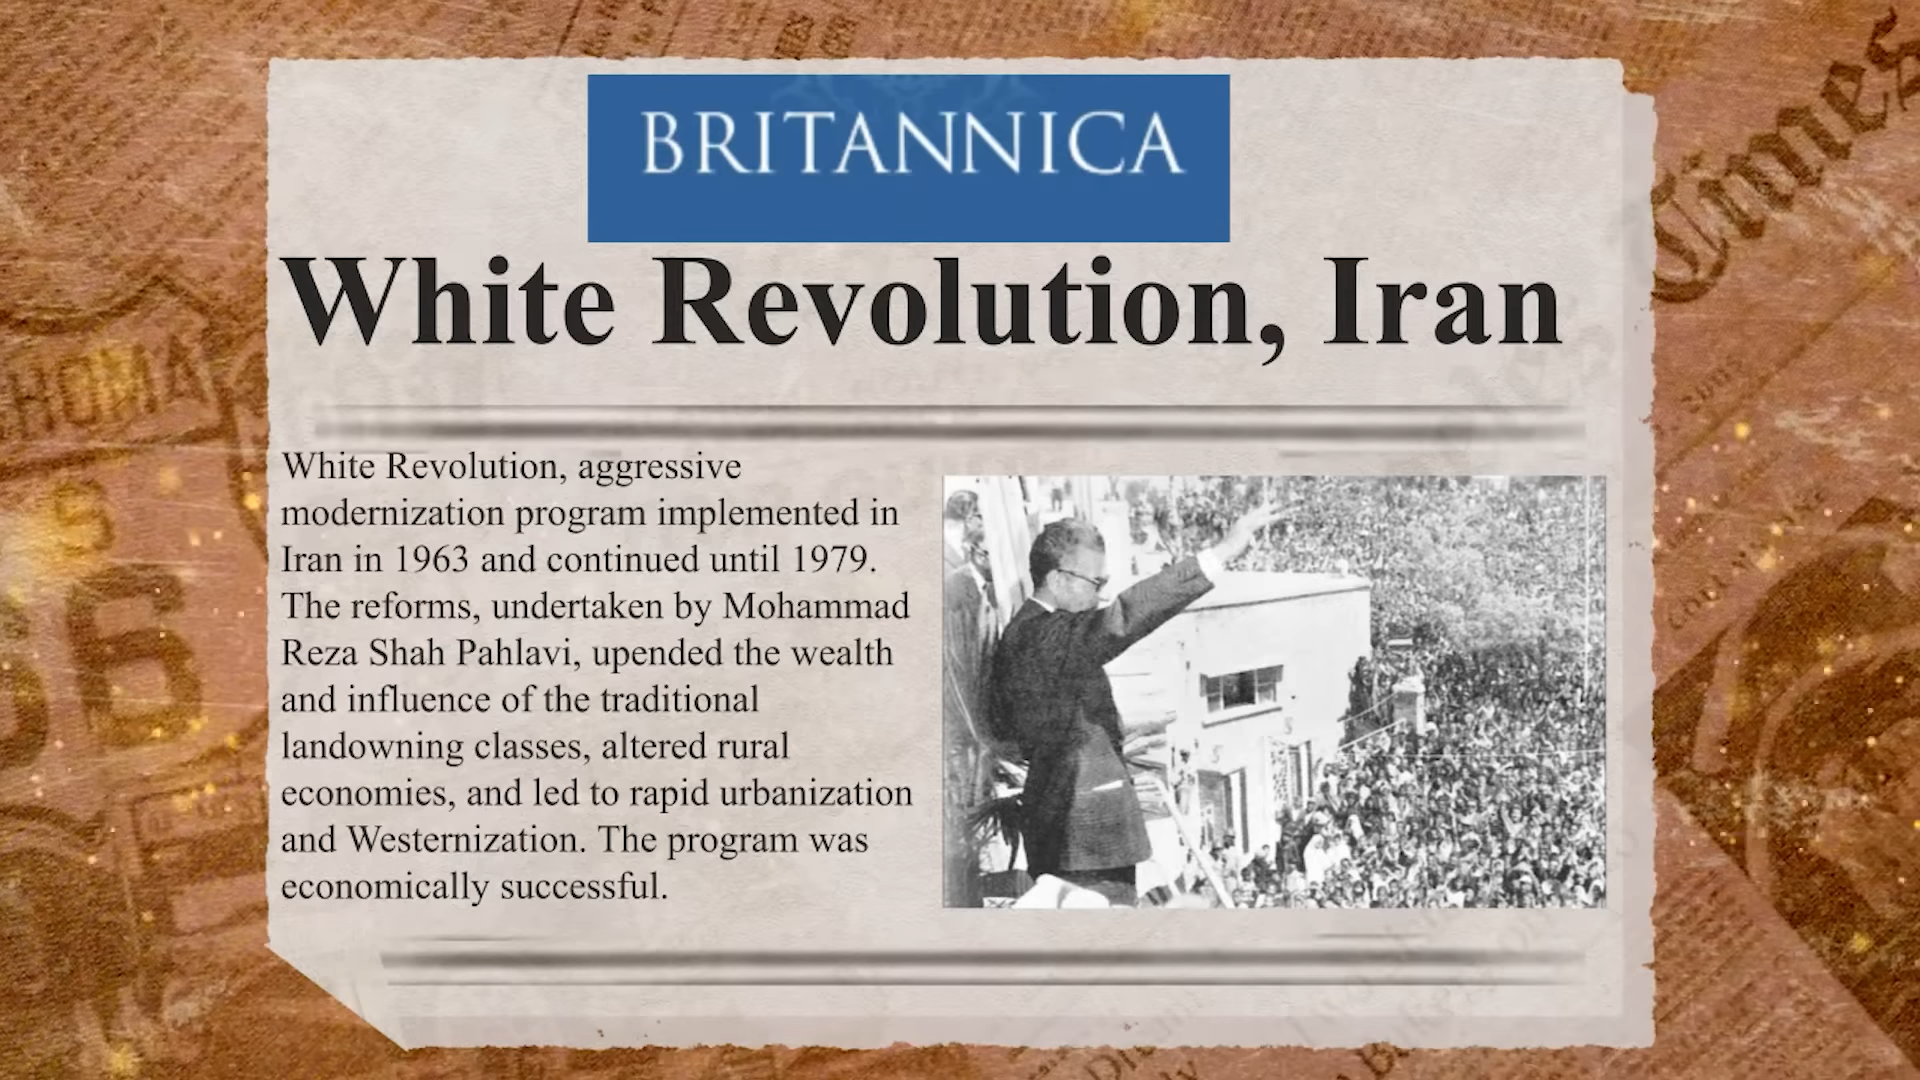 BRITANNICA
White Revolution, Iran
White Revolution, aggressive
modernization program implemented in
Iran in 1963 and continued until 1979.
The reforms, undertaken by Mohammad
Reza Shah Pahlavi, upended the wealth
and influence of the traditional
landowning classes, altered rural
economies, and led to rapid urbanization
and Westernization. The program was
economically successful.
Times